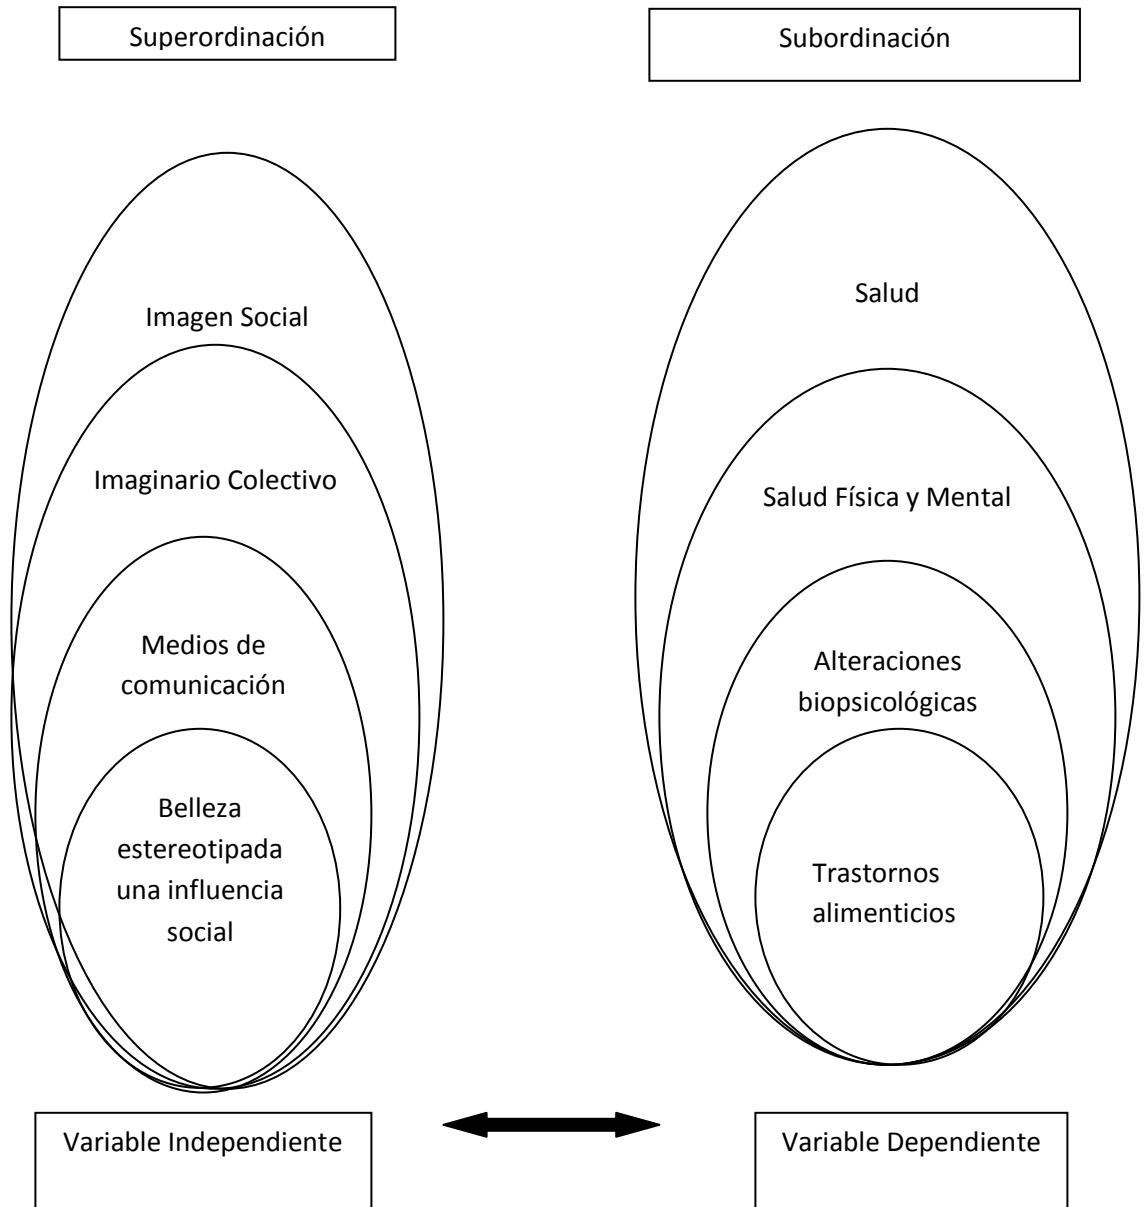 Superordinación
Subordinación
Imagen Social
Imaginario Colectivo
Medios de
comunicación
Belleza
estereotipada
una influencia
social
Salud
Salud Física y Mental
Alteraciones
biopsicológicas
Trastornos
alimenticios
Variable Independiente
Variable Dependiente